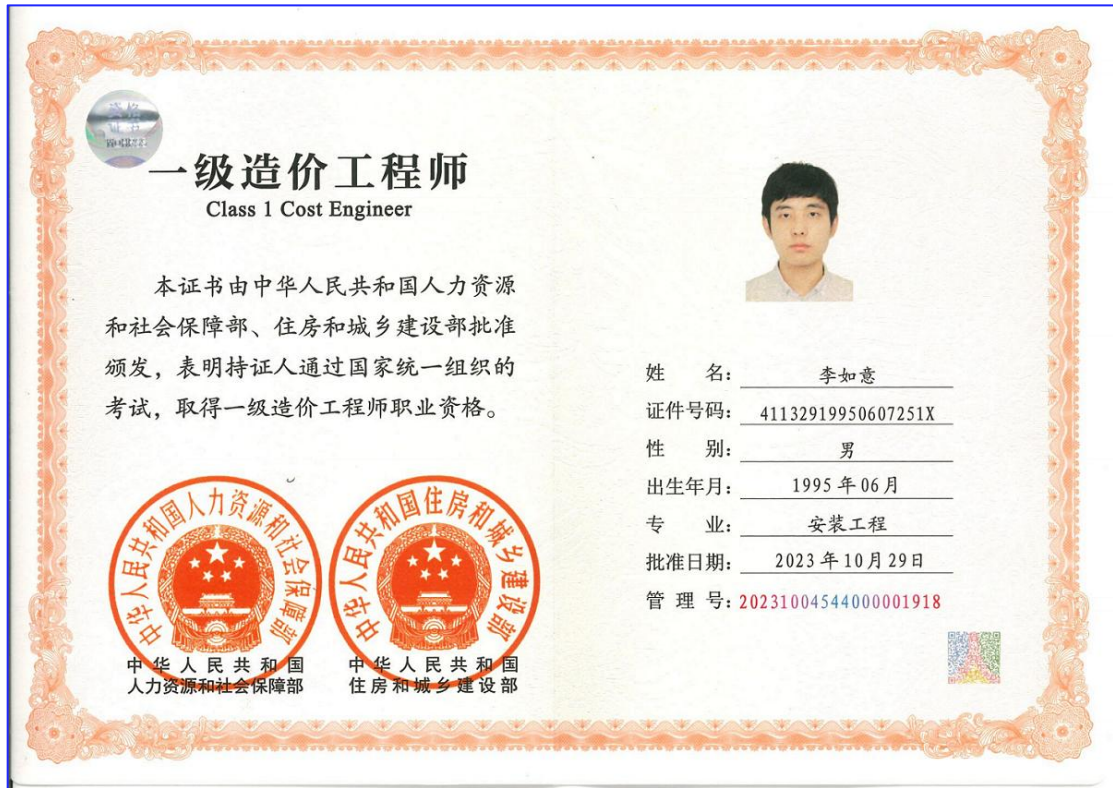 资格
证书
一级造价工程师
Class 1 Cost Engineer
本证书由中华人民共和国人力资源
和社会保障部、住房和城乡建设部批准
颁发，表明持证人通过国家统一组织的
考试，取得一级造价工程师职业资格。
中华人民共和国人力资源和社会保障部
中华人民共和国住房和城乡建设部
中华人民共和国
人力资源和社会保障部
中华人民共和国
住房和城乡建设部
姓 名： 李如意
证件号码： 41132919950607251X
性 别： 男
出生年月： 1995年06月
专 业： 安装工程
批准日期： 2023年10月29日
管 理 号： 20231004544000001918